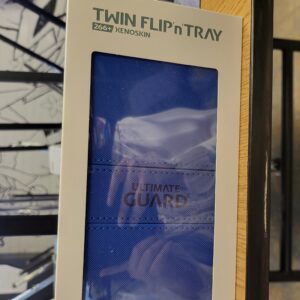 TWIN FLIP'n'TRAY
266+ XENOSKIN
ULTIMATE
GUARD